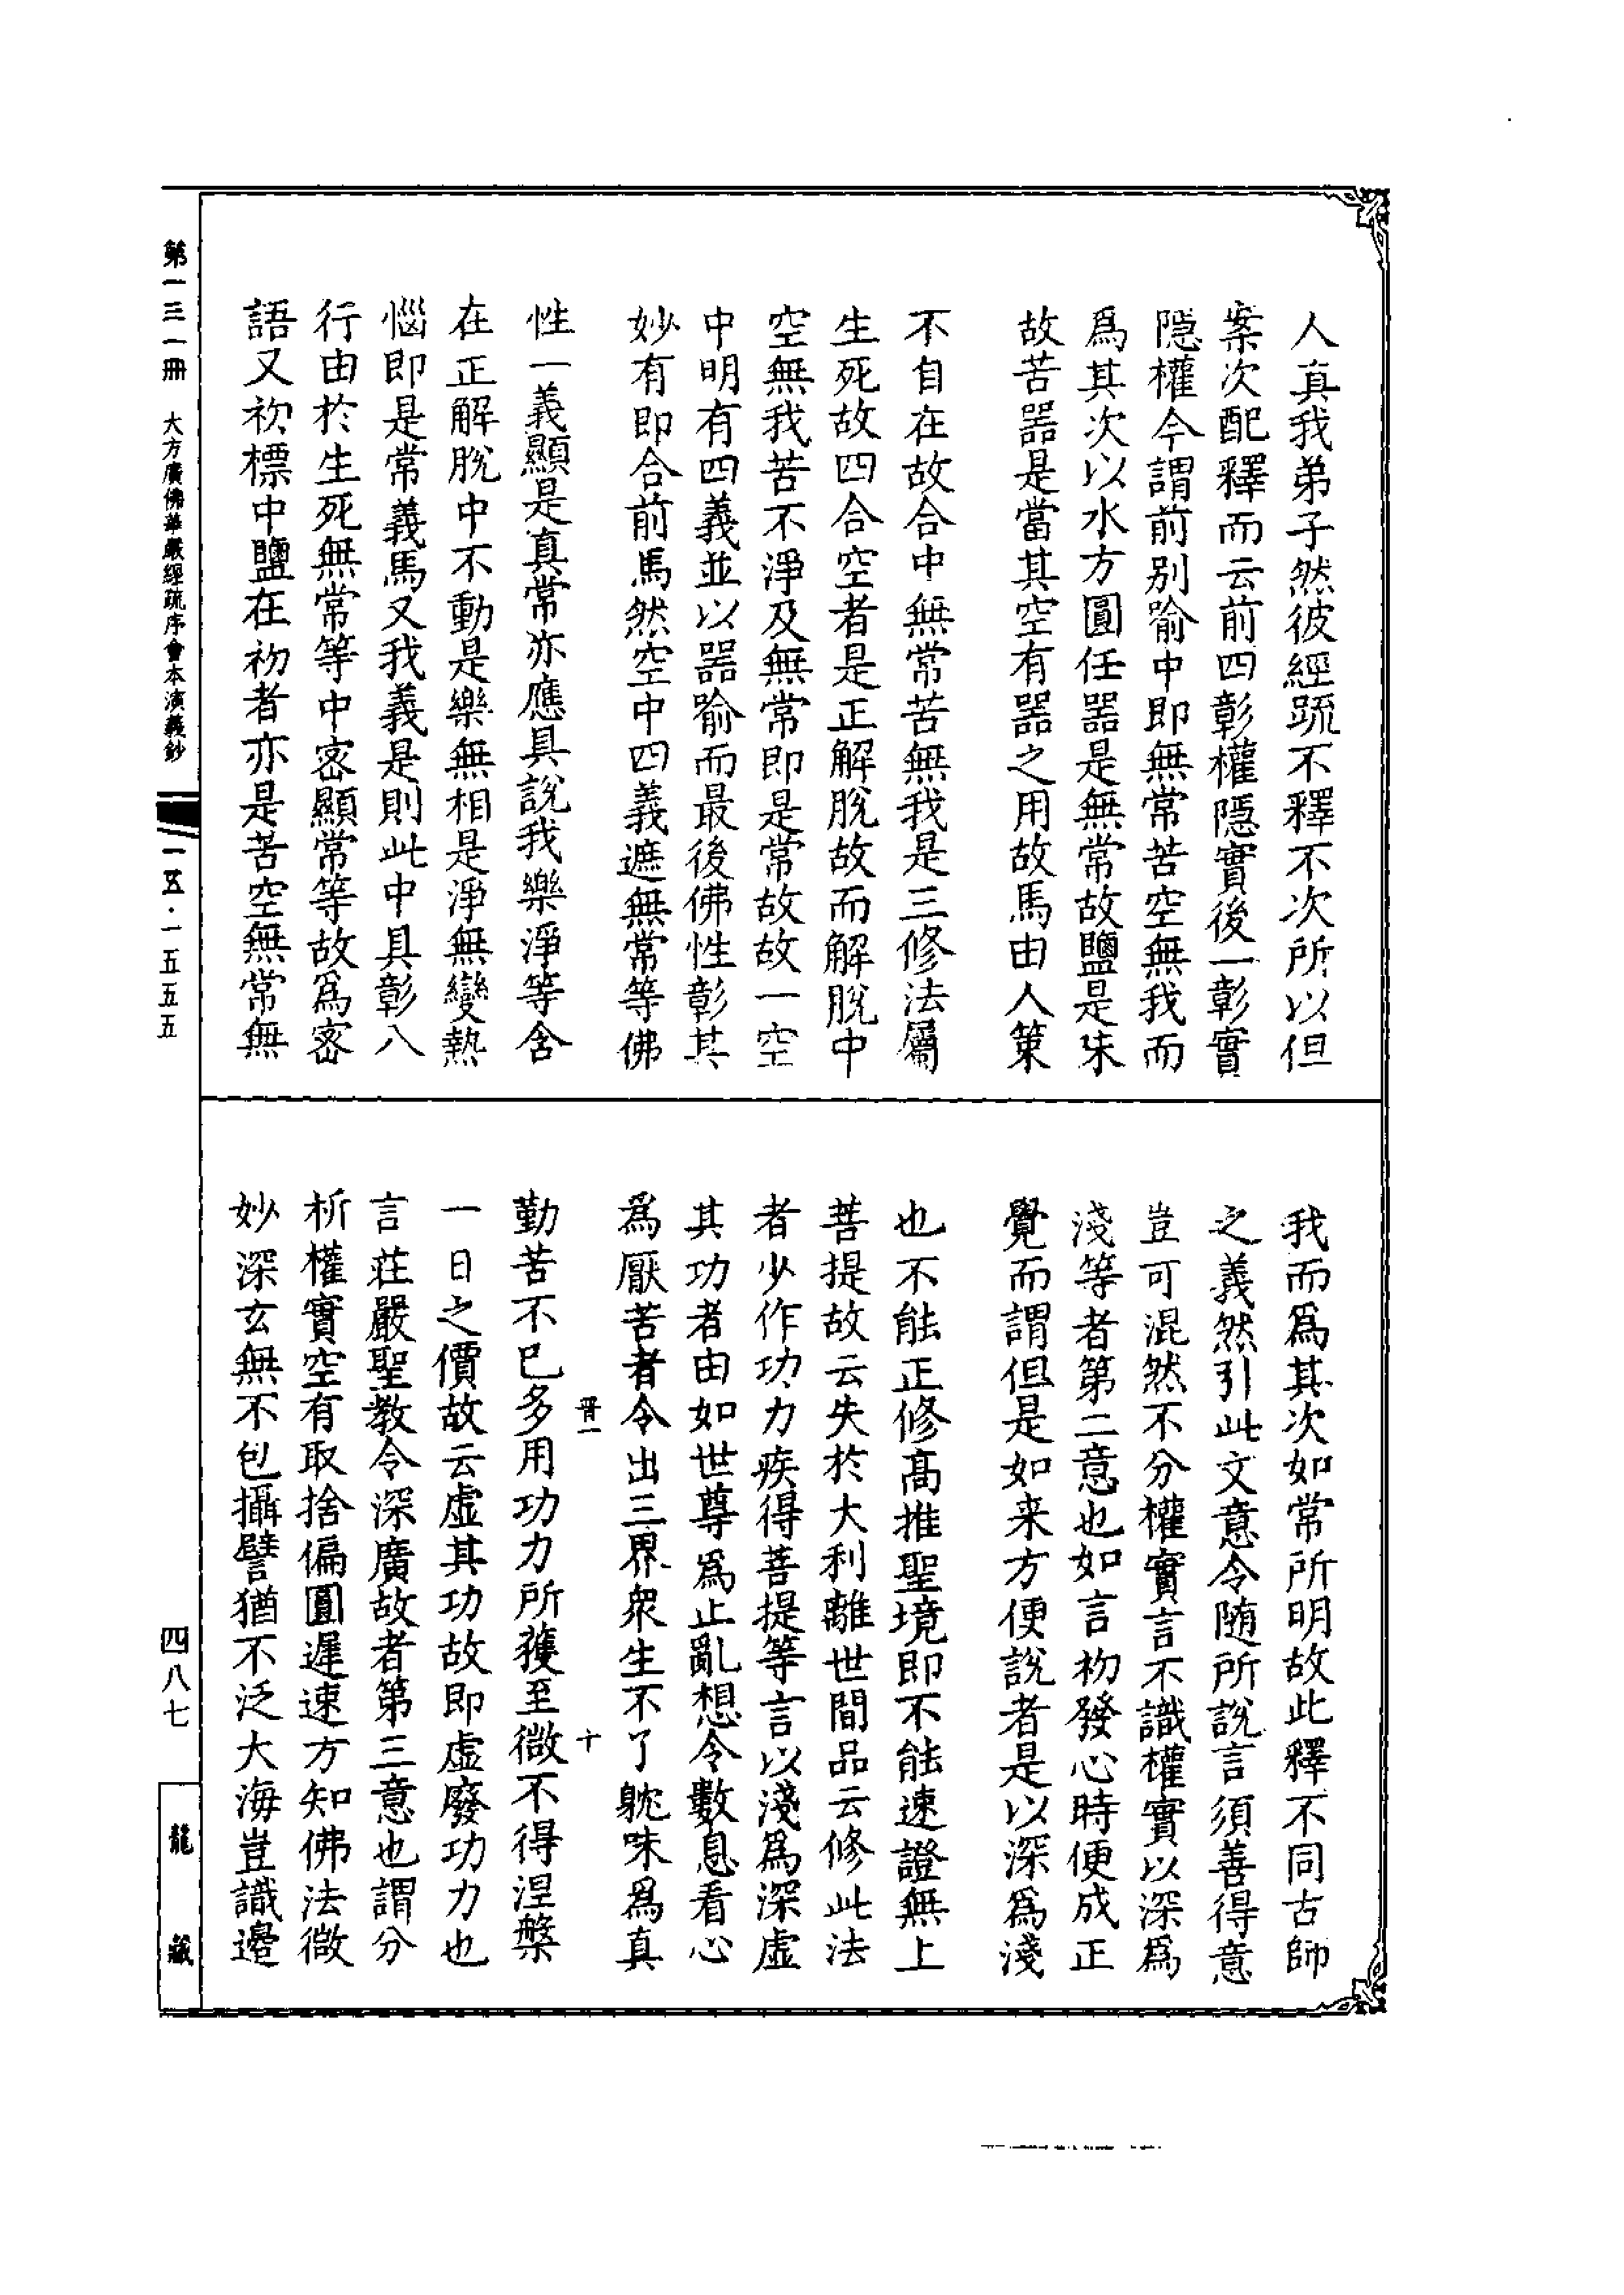 人真我弟子然彼經疏不釋不次所以但
案次配釋而云前四彰權隱實後一彰實
隱權今謂前别喻中即無常苦空無我而
爲其次以水方圓任器是無常故鹽是味
故苦器是當其空有器之用故馬由人策
不自在故合中無常苦無我是三修法屬
生死故四合空者是正解脫故而解脫中
空無我苦不淨及無常即是常故故一空
中明有四義並以器喻而最後佛性彰其
妙有即合前馬然空中四義遮無常等佛
性一義顯是真常亦應具說我樂淨等含
在正解脫中不動是樂無相是淨無變熱
惱即是常義馬又我義是則此中具彰八
行由於生死無常等中密顯常等故爲密
語又初標中鹽在初者亦是苦空無常無
我而爲其次如常所明故此釋不同古師
之義然引此文意令随所說言須善得意
豈可混然不分權實言不識權實以深爲
淺等者第二意也如言初發心時便成正
覺而謂但是如来方便說者是以深爲淺
也不能正修髙推聖境即不能速證無上
菩提故云失於大利離世間品云修此法
者少作功力疾得菩提等言以淺爲深虚
其功者由如世尊爲止亂想令數息看心
爲厭苦者令出三界衆生不了躭味爲真
晋一 十
勤苦不已多用功力所獲至微不得涅槃
一日之價故云虚其功故即虚廢功力也
言莊嚴聖教令深廣故者第三意也謂分
析權實空有取捨偏圓遲速方知佛法微
妙深玄無不包攝譬猶不泛大海豈識邊
第一三一冊 大方廣佛華嚴經疏序會本演義鈔 一五·一五五五
四八七
龍藏